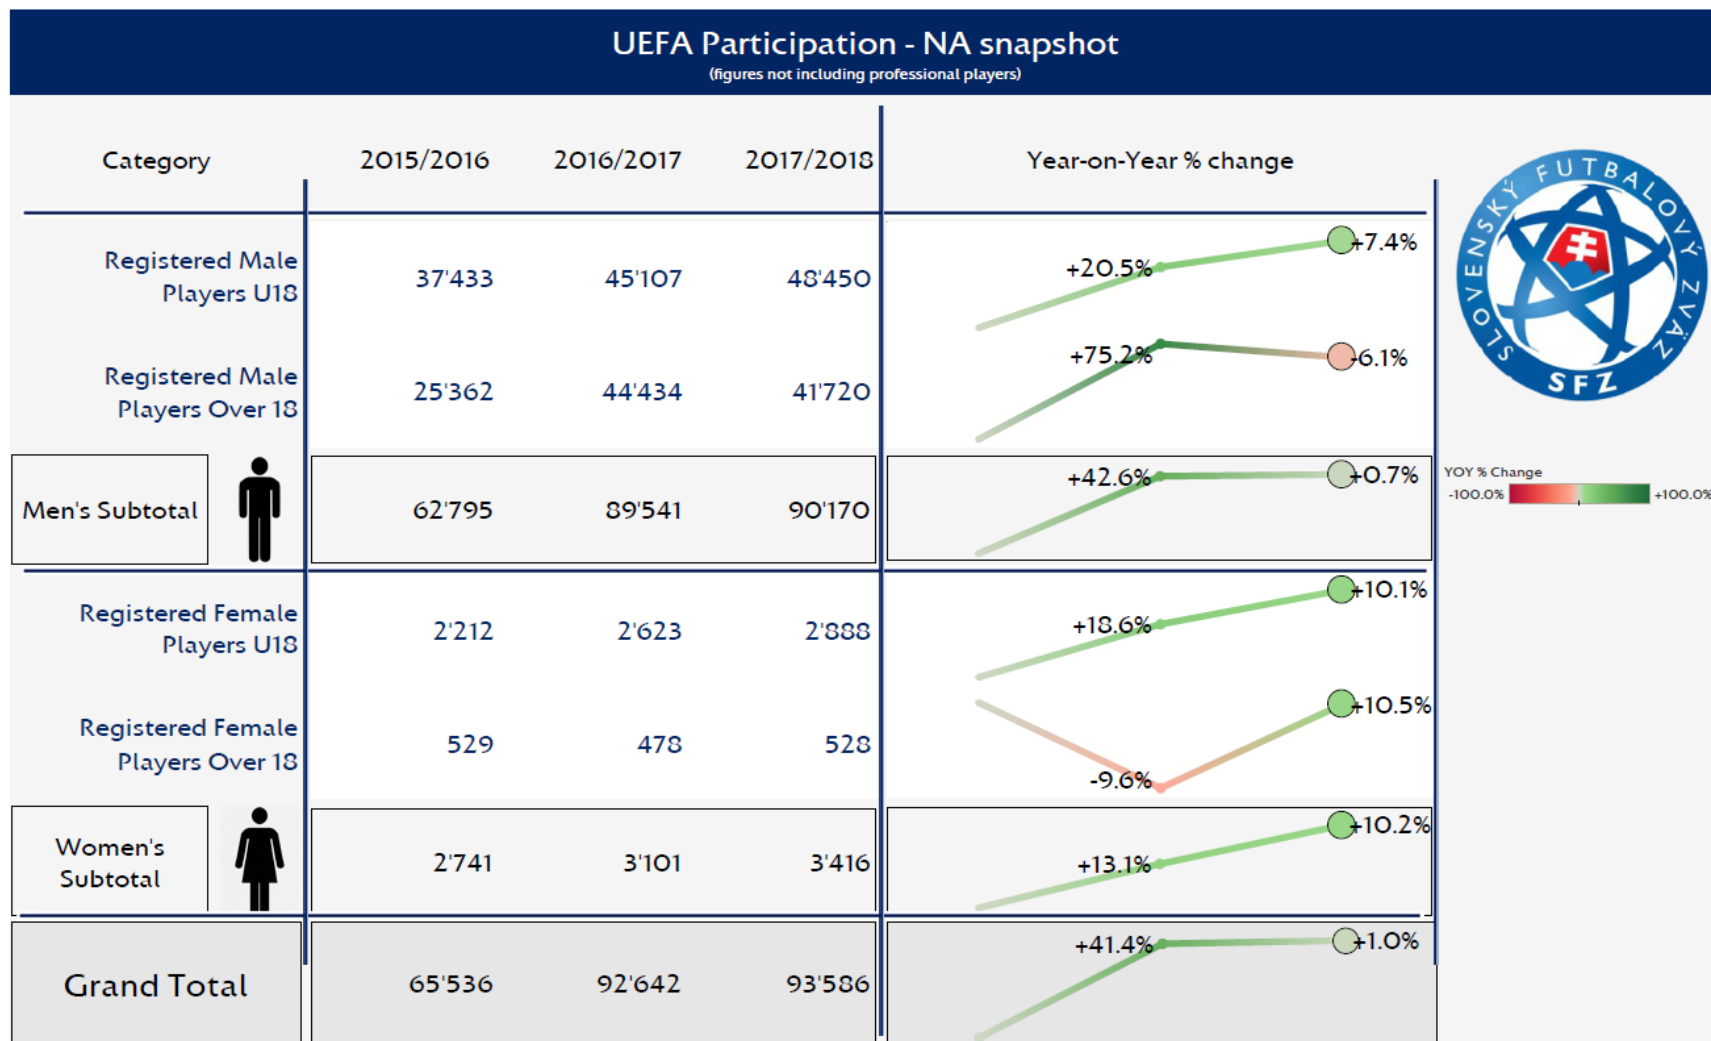 UEFA Participation - NA snapshot
(figures not including professional players)
Category 2015/2016 2016/2017 2017/2018 Year-on-Year % change
SLOVENSKÝ FUTBALOVÝ ZVÄZ
SFZ
Registered Male
Players U18
37'433 45'107 48'450
+20.5% +7.4%
Registered Male
Players Over 18
25'362 44'434 41'720
+75.2% -6.1%
Men's Subtotal 62'795 89'541 90'170
+42.6% +0.7%
YOY % Change
-100.0% +100.0%
Registered Female
Players U18
2'212 2'623 2'888
+18.6% +10.1%
Registered Female
Players Over 18
529 478 528
-9.6% +10.5%
Women's
Subtotal
2'741 3'101 3'416
+13.1% +10.2%
Grand Total 65'536 92'642 93'586
+41.4% +1.0%